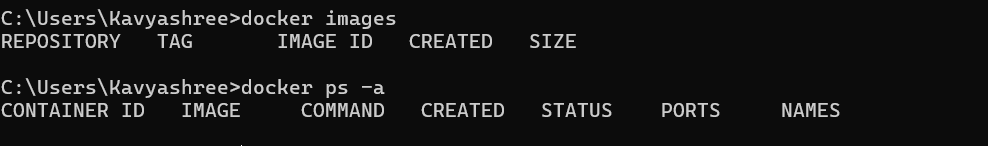 C:\Users\Kavyashree>docker images
REPOSITORY   TAG       IMAGE ID   CREATED   SIZE
C:\Users\Kavyashree>docker ps -a
CONTAINER ID   IMAGE     COMMAND   CREATED   STATUS    PORTS     NAMES